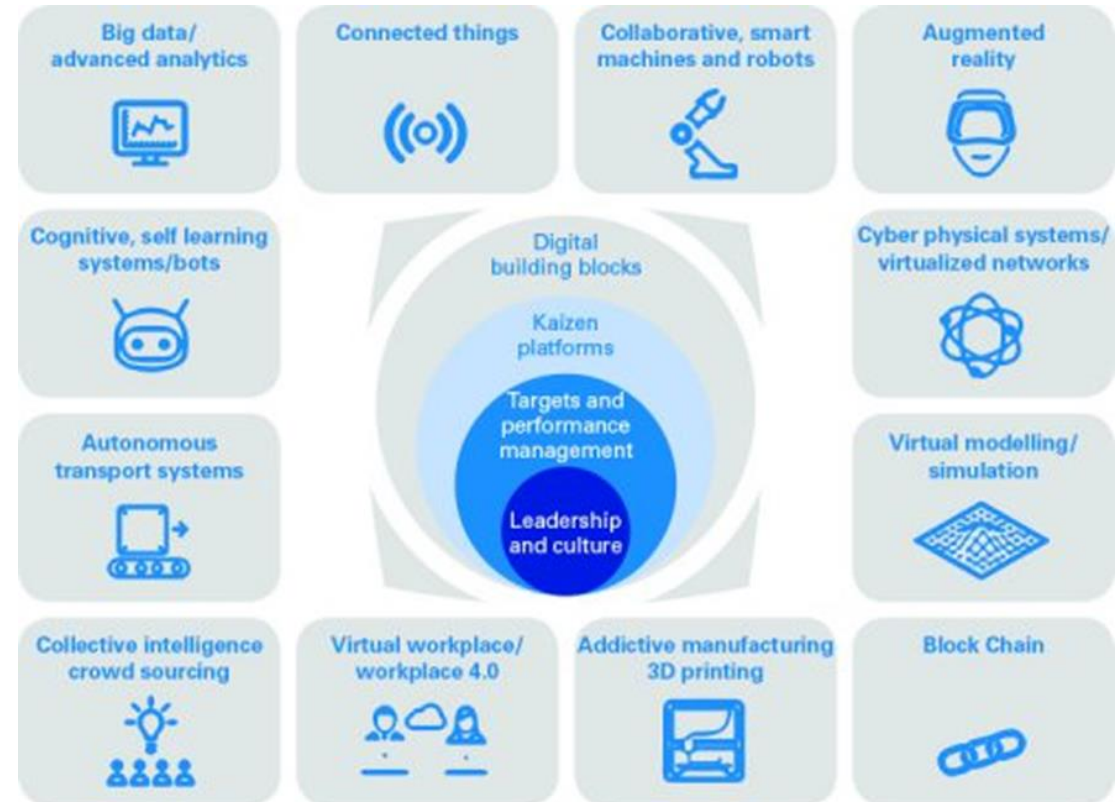 Big data/
advanced analytics
Connected things
Collaborative, smart
machines and robots
Augmented
reality
Cognitive, self learning
systems/bots
Digital
building blocks
Kaizen
platforms
Targets and
performance
management
Leadership
and culture
Cyber physical systems/
virtualized networks
Autonomous
transport systems
Virtual modelling/
simulation
Collective intelligence
crowd sourcing
Virtual workplace/
workplace 4.0
Addictive manufacturing
3D printing
Block Chain